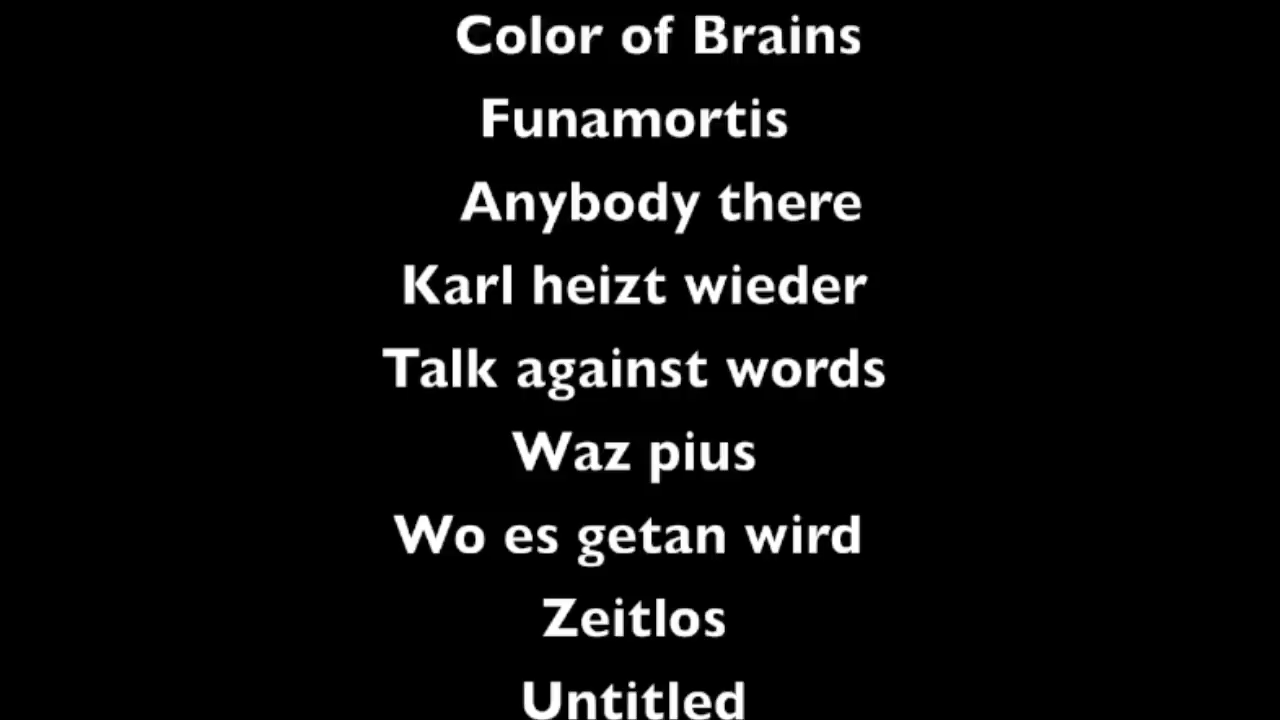 Color of Brains
Funamortis
Anybody there
Karl heizt wieder
Talk against words
Waz pius
Wo es getan wird
Zeitlos
Untitled